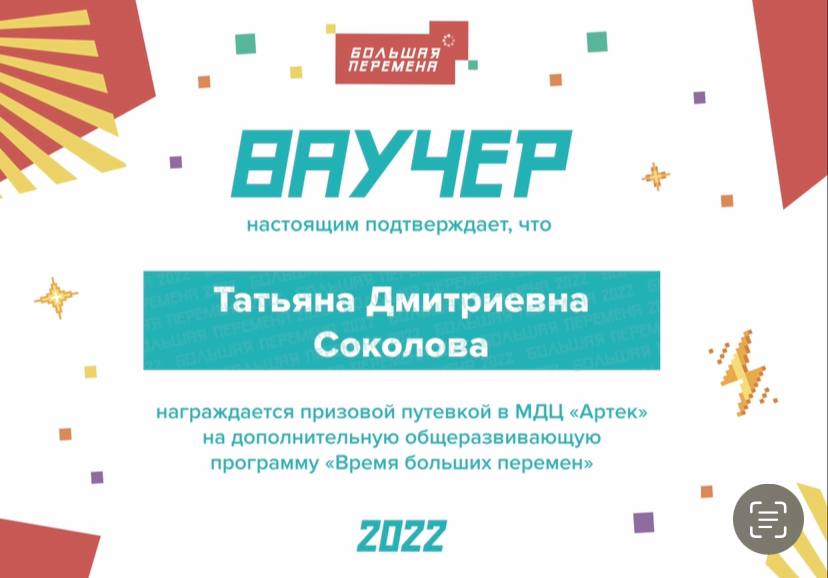 БОЛЬШАЯ
ПЕРЕМЕНА
ВАУЧЕР
настоящим подтверждает, что
Татьяна Дмитриевна
Соколова
награждается призовой путевкой в МДЦ «Артек»
на дополнительную общеразвивающую
программу «Время больших перемен»
2022